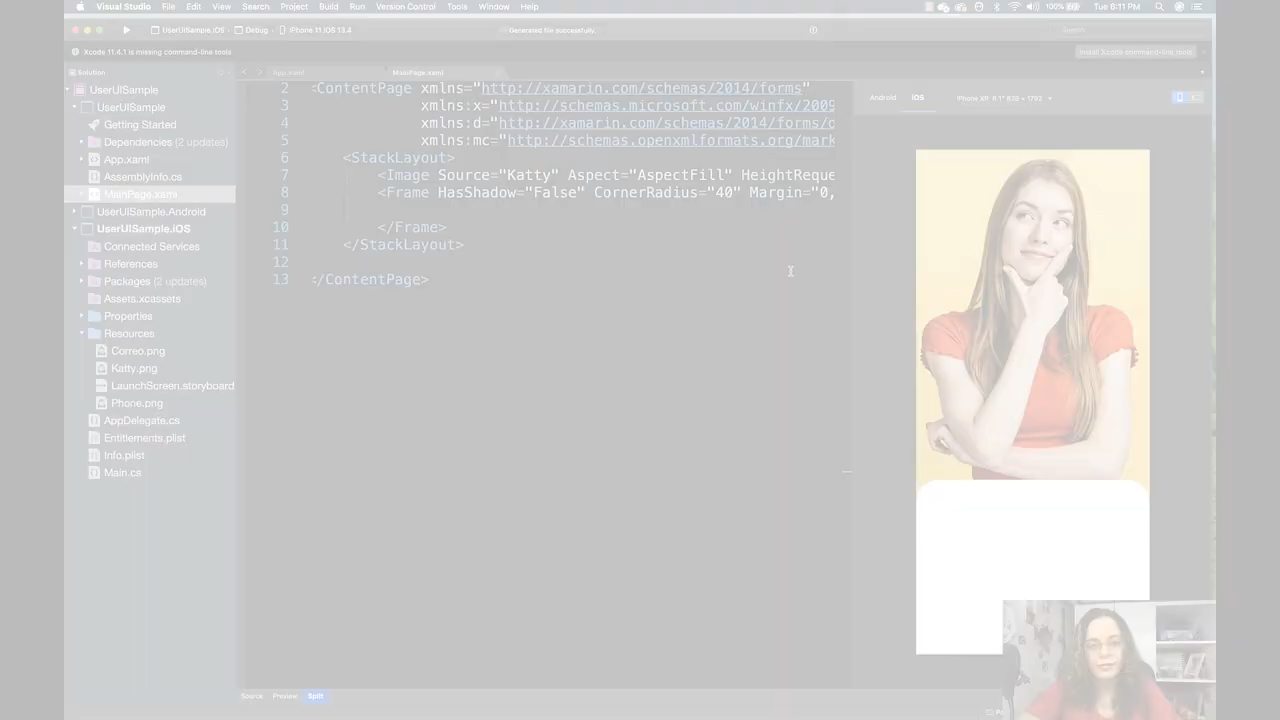 Visual Studio File Edit View Search Project Build Run Version Control Tools Window Help 100% Tue 6:11 PM
UserUISample.iOS Debug iPhone 11 iOS 13.4 Generated file successfully. Search
Xcode 11.4.1 is missing command-line tools Install Xcode command-line tools
Solution
App.xaml MainPage.xaml
UserUISample
UserUISample
Getting Started
Dependencies (2 updates)
App.xaml
AssemblyInfo.cs
MainPage.xaml
UserUISample.Android
UserUISample.iOS
Connected Services
References
Packages (2 updates)
Assets.xcassets
Properties
Resources
Correo.png
Katty.png
LaunchScreen.storyboard
Phone.png
AppDelegate.cs
Entitlements.plist
Info.plist
Main.cs
2 <ContentPage xmlns="http://xamarin.com/schemas/2014/forms"
3 xmlns:x="http://schemas.microsoft.com/winfx/2009
4 xmlns:d="http://xamarin.com/schemas/2014/forms/d
5 xmlns:mc="http://schemas.openxmlformats.org/mark
6 <StackLayout>
7 <Image Source="Katty" Aspect="AspectFill" HeightReque
8 <Frame HasShadow="False" CornerRadius="40" Margin="0,
9
10 </Frame>
11 </StackLayout>
12
13 </ContentPage>
Android iOS iPhone XR 6.1" 828 × 1792
Source Preview Split